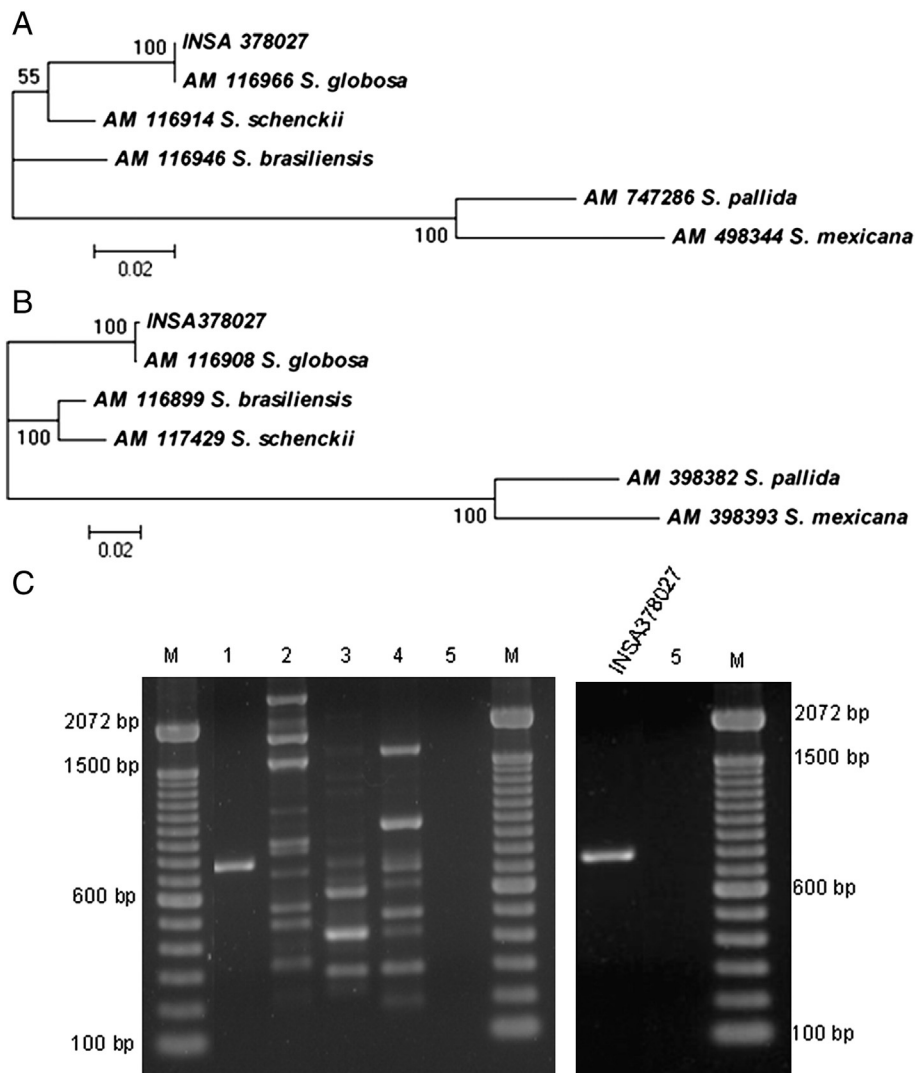 A
100
INSA 378027
AM 116966 S. globosa
55
AM 116914 S. schenckii
AM 116946 S. brasiliensis
AM 747286 S. pallida
100
AM 498344 S. mexicana
0.02
B
100
INSA378027
AM 116908 S. globosa
AM 116899 S. brasiliensis
100
AM 117429 S. schenckii
AM 398382 S. pallida
100
AM 398393 S. mexicana
0.02
C
M 1 2 3 4 5 M
2072 bp
1500 bp
600 bp
100 bp
INSA378027 5 M
2072 bp
1500 bp
600 bp
100 bp